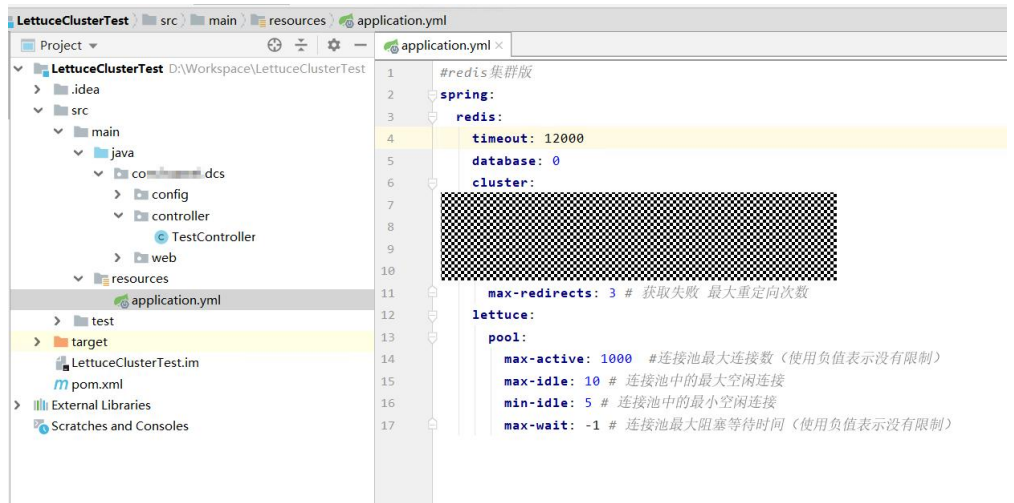 LettuceClusterTest src main resources application.yml
Project
application.yml
LettuceClusterTest D:\Workspace\LettuceClusterTest
.idea
src
main
java
co .dcs
config
controller
TestController
web
resources
application.yml
test
target
LettuceClusterTest.im
pom.xml
External Libraries
Scratches and Consoles
1 #redis集群版
2 spring:
3 redis:
4 timeout: 12000
5 database: 0
6 cluster:
7
8
9
10
11 max-redirects: 3 # 获取失败 最大重定向次数
12 lettuce:
13 pool:
14 max-active: 1000 #连接池最大连接数（使用负值表示没有限制）
15 max-idle: 10 # 连接池中的最大空闲连接
16 min-idle: 5 # 连接池中的最小空闲连接
17 max-wait: -1 # 连接池最大阻塞等待时间（使用负值表示没有限制）